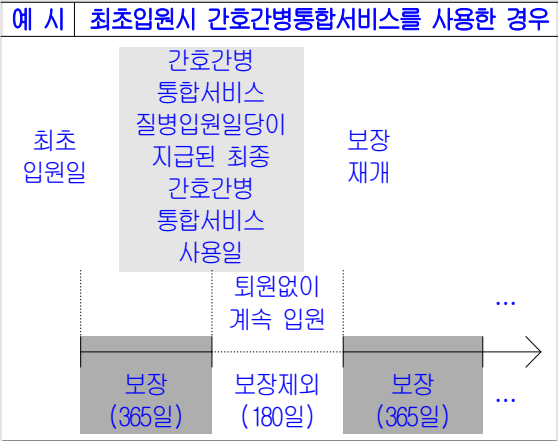 예 시 최초입원시 간호간병통합서비스를 사용한 경우
최초
입원일
간호간병
통합서비스
질병입원일당이
지급된 최종
간호간병
통합서비스
사용일
보장
재개
퇴원없이
계속 입원
...
보장
(365일)
보장제외
(180일)
보장
(365일)
...